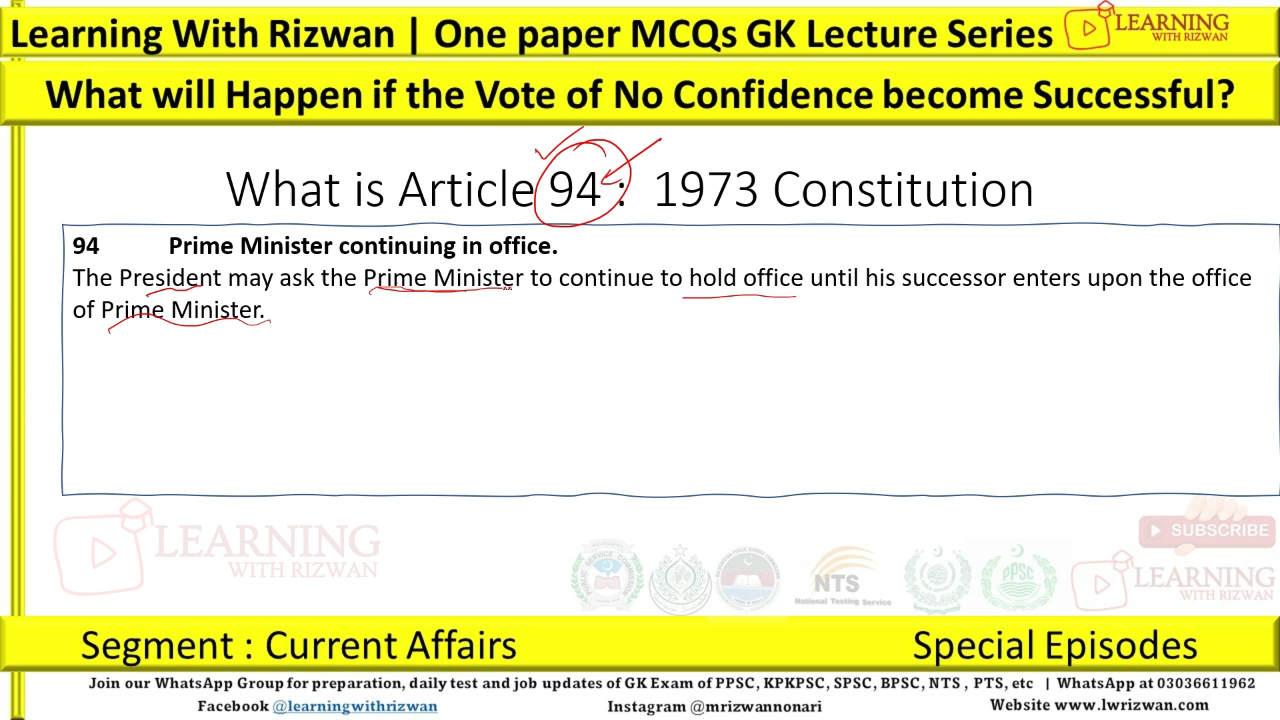 Learning With Rizwan | One paper MCQs GK Lecture Series
LEARNING
WITH RIZWAN
What will Happen if the Vote of No Confidence become Successful?
What is Article 94 : 1973 Constitution
94 Prime Minister continuing in office.
The President may ask the Prime Minister to continue to hold office until his successor enters upon the office
of Prime Minister.
SUBSCRIBE
LEARNING
WITH RIZWAN
NTS
National Testing Service
PPSC
LEARNING
WITH RIZWAN
Segment : Current Affairs
Special Episodes
Join our WhatsApp Group for preparation, daily test and job updates of GK Exam of PPSC, KPKPSC, SPSC, BPSC, NTS , PTS, etc | WhatsApp at 03036611962
Facebook @learningwithrizwan Instagram @mrizwannonari Website www.lwrizwan.com